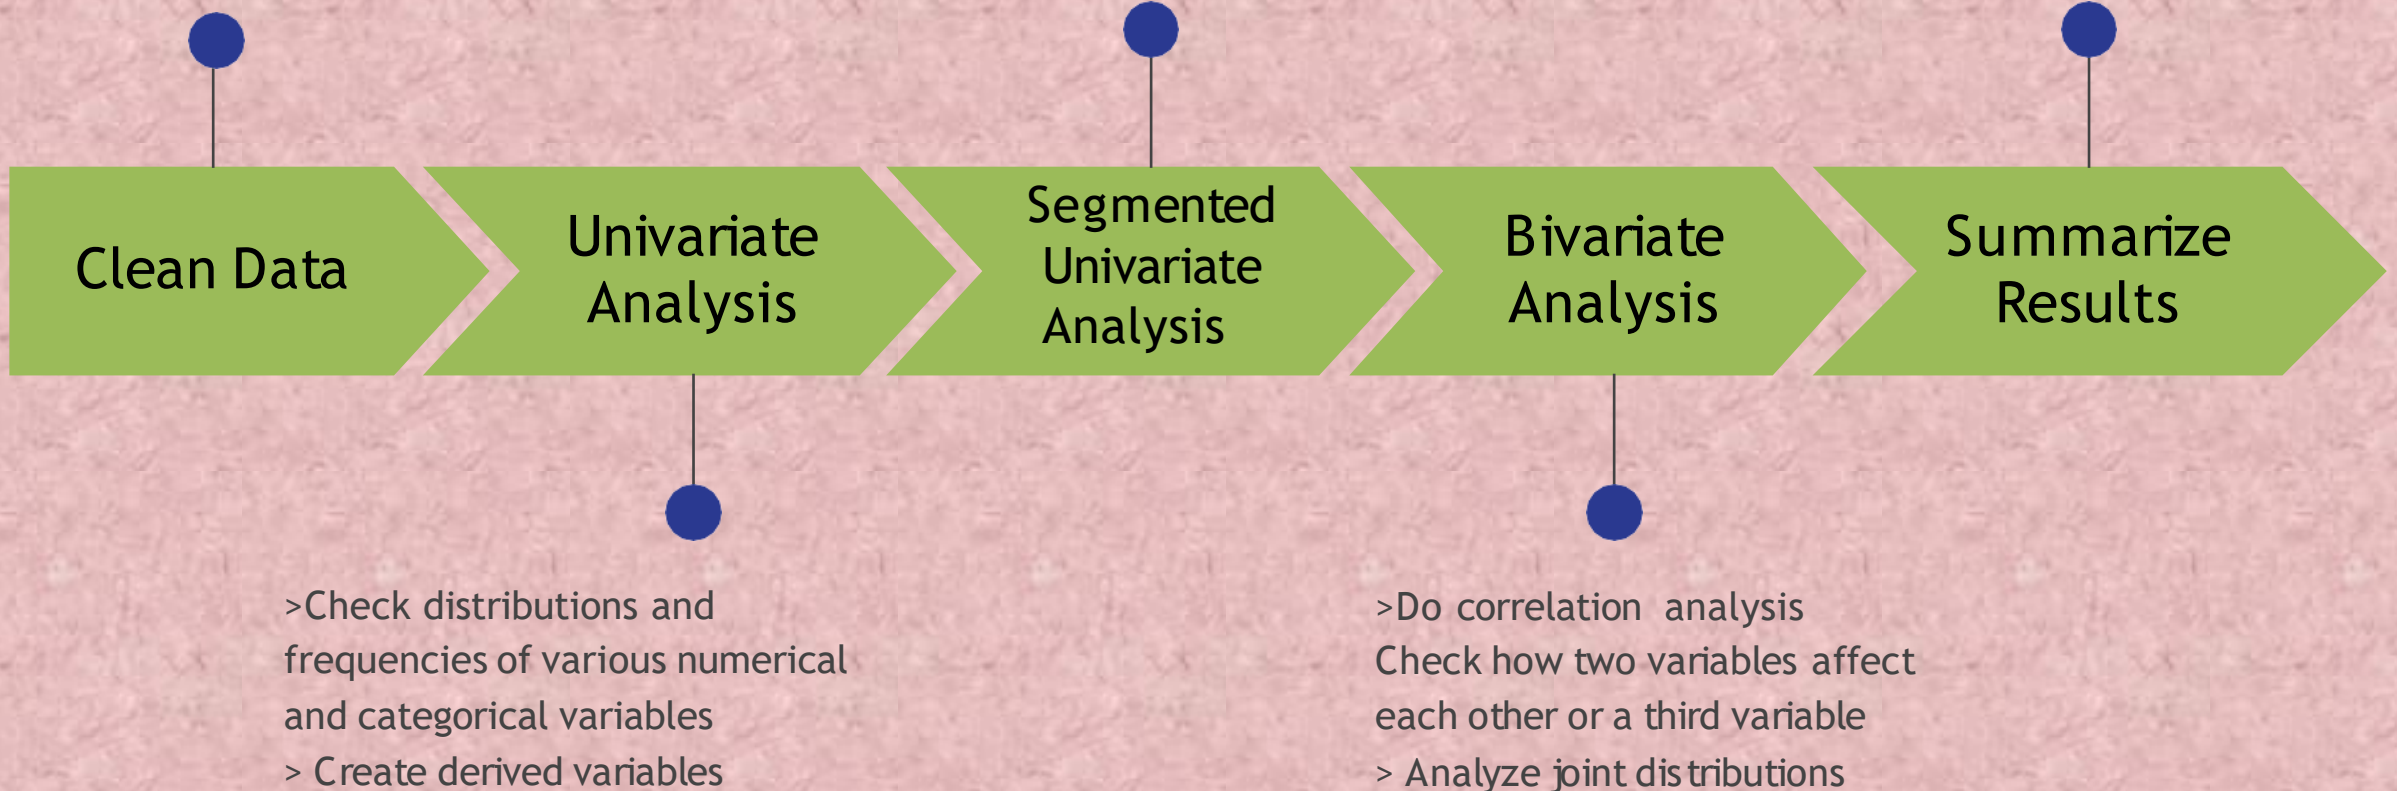 Clean Data
Univariate
Analysis
Segmented
Univariate
Analysis
Bivariate
Analysis
Summarize
Results
>Check distributions and
frequencies of various numerical
and categorical variables
> Create derived variables
>Do correlation analysis
Check how two variables affect
each other or a third variable
> Analyze joint distributions